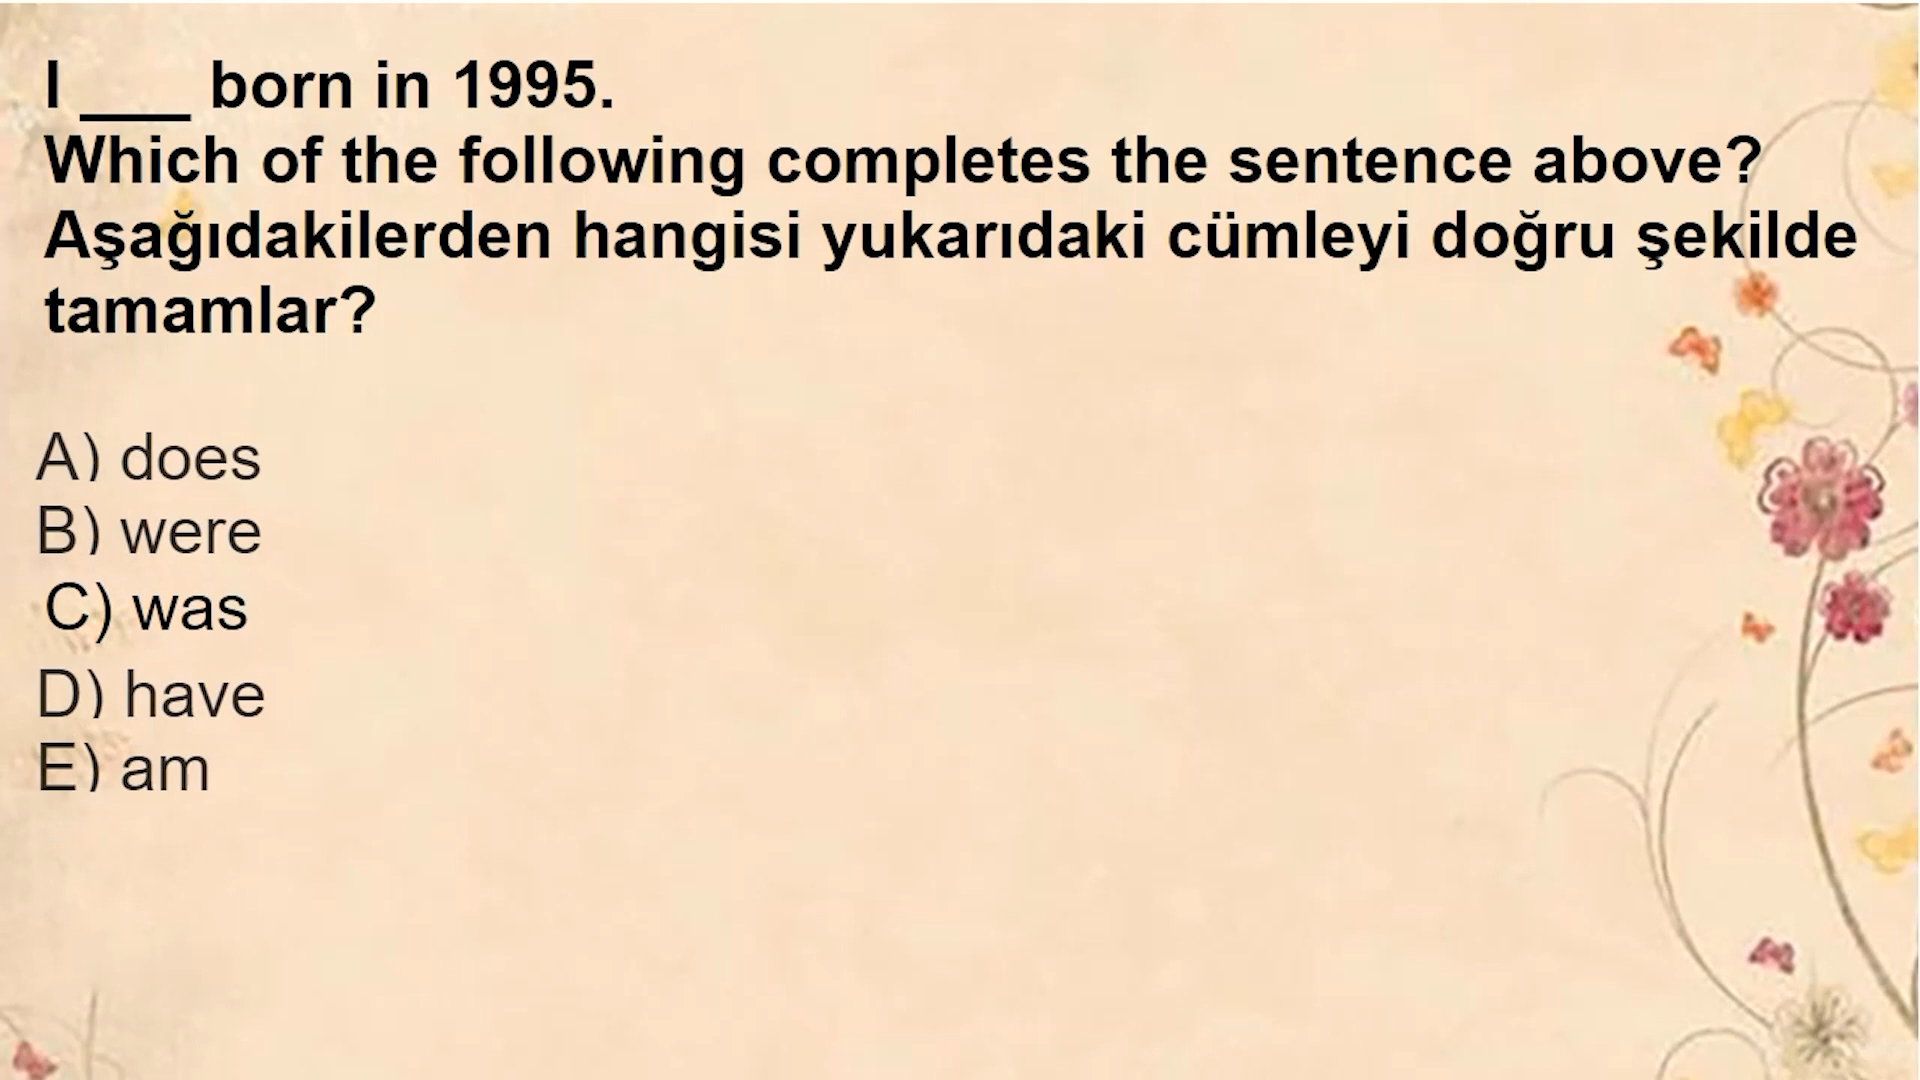 I ___ born in 1995.
Which of the following completes the sentence above?
Aşağıdakilerden hangisi yukarıdaki cümleyi doğru şekilde
tamamlar?
A) does
B) were
C) was
D) have
E) am